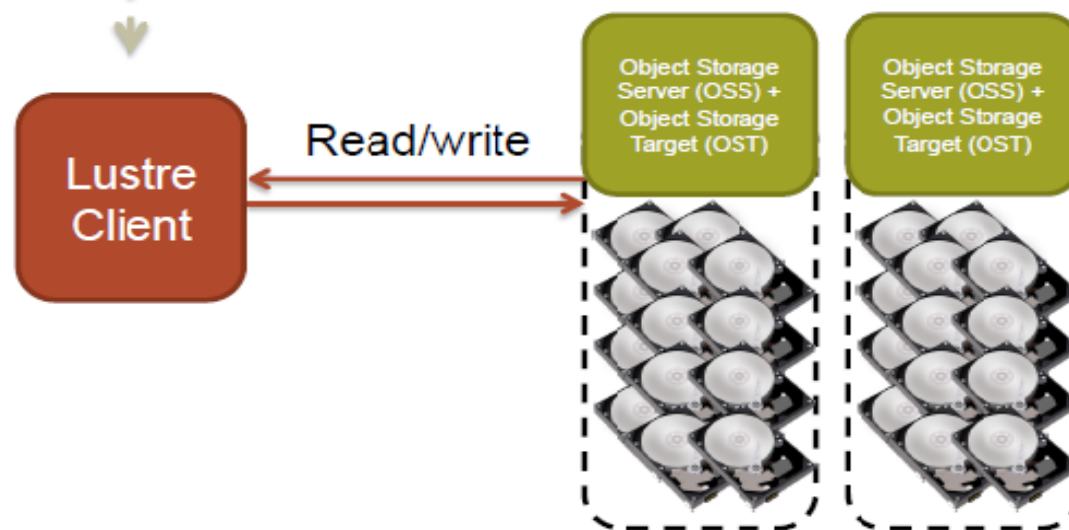 Object Storage
Server (OSS) +
Object Storage
Target (OST)
Object Storage
Server (OSS) +
Object Storage
Target (OST)
Read/write
Lustre
Client